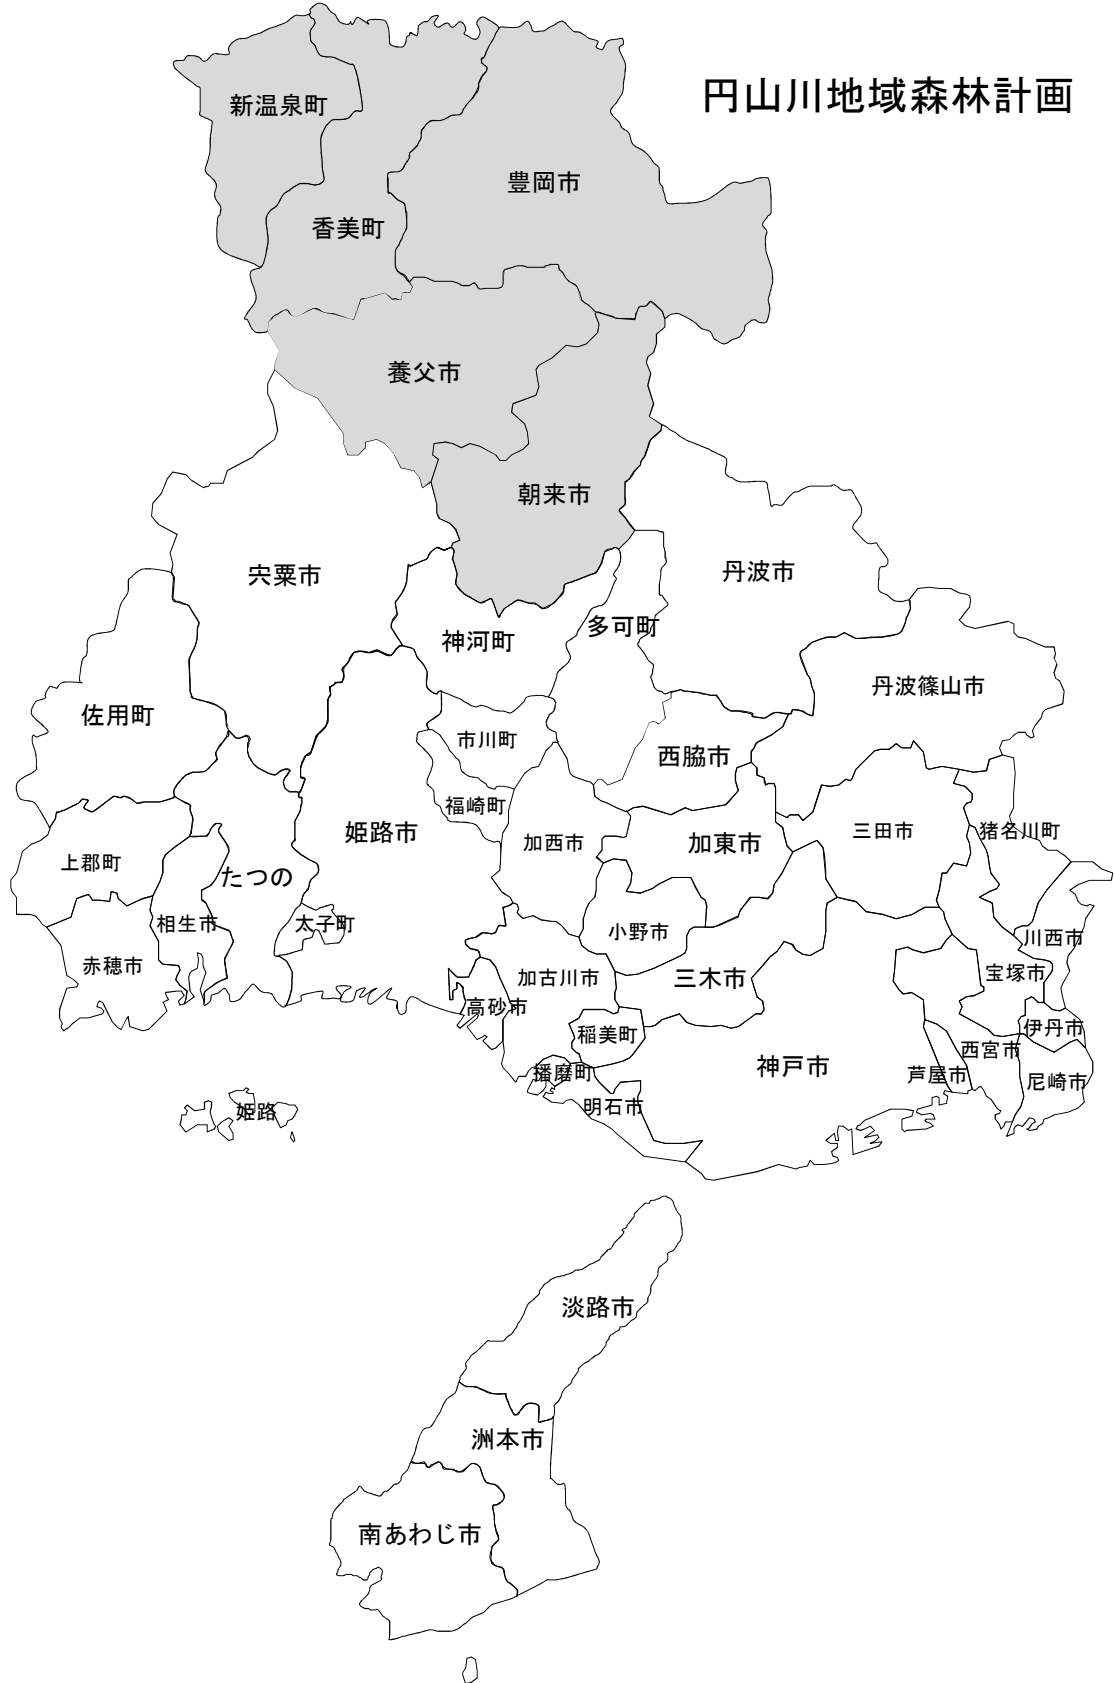 円山川地域森林計画
新温泉町
豊岡市
香美町
養父市
朝来市
宍粟市
丹波市
神河町
多可町
丹波篠山市
佐用町
市川町
西脇市
福崎町
姫路市
加西市
加東市
三田市
猪名川町
上郡町
たつの
相生市
太子町
小野市
川西市
赤穂市
加古川市
三木市
宝塚市
高砂市
稲美町
伊丹市
西宮市
神戸市
播磨町
芦屋市
尼崎市
明石市
姫路
淡路市
洲本市
南あわじ市